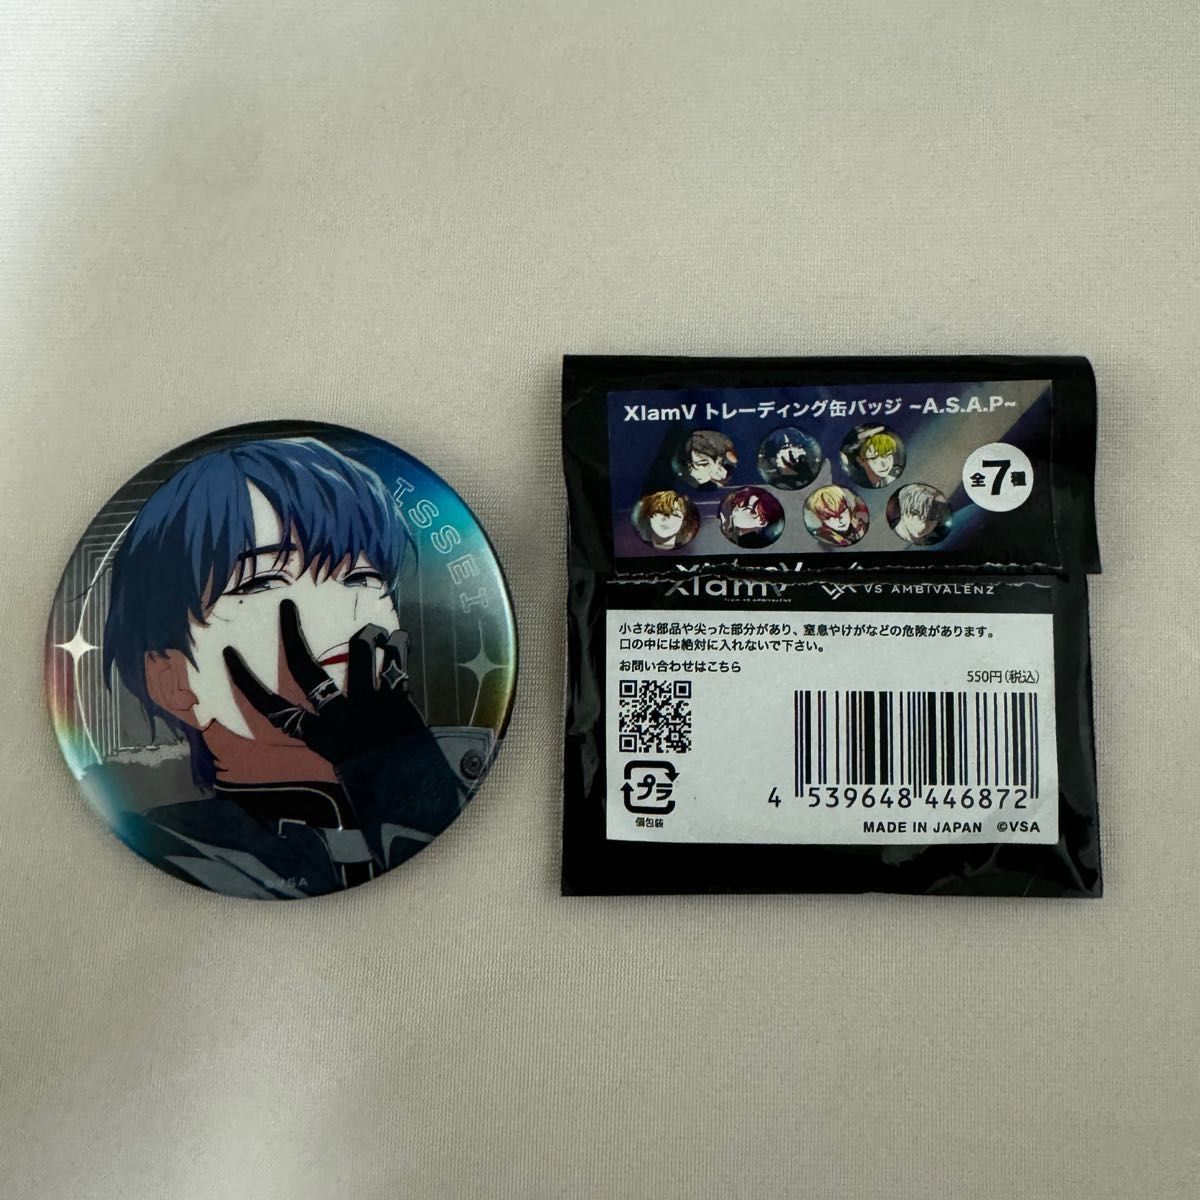 ISSEI
©VSA
XlamV トレーディング缶バッジ ~A.S.A.P~
全7種
XlamV
VS AMBIVALENZ
小さな部品や尖った部分があり、窒息やけがなどの危険があります。
口の中には絶対に入れないで下さい。
お問い合わせはこちら
550円(税込)
プラ
個包装
4 539648 446872
MADE IN JAPAN ©VSA